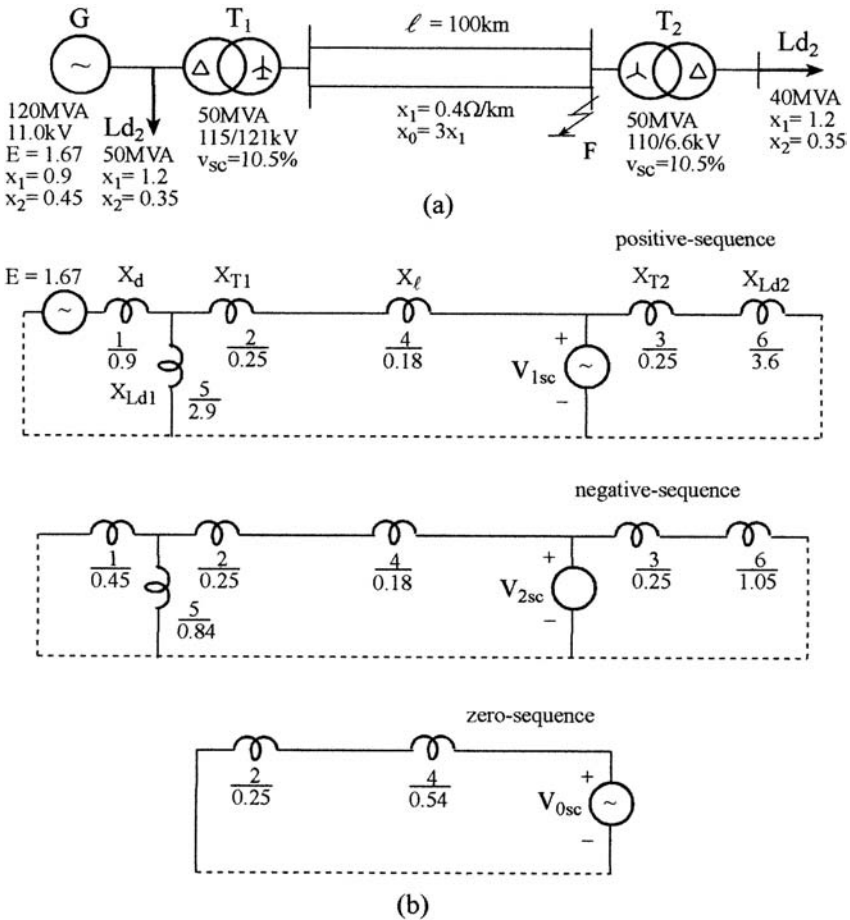 G
T1
ℓ = 100km
T2
Ld2
120MVA
11.0kV
E = 1.67
x1= 0.9
x2= 0.45
Ld2
50MVA
x1= 1.2
x2= 0.35
50MVA
115/121kV
vsc=10.5%
x1= 0.4Ω/km
x0= 3x1
F
50MVA
110/6.6kV
vsc=10.5%
40MVA
x1= 1.2
x2= 0.35
(a)
positive-sequence
E = 1.67
Xd
XT1
Xℓ
XT2
XLd2
1
0.9
2
0.25
4
0.18
3
0.25
6
3.6
XLd1
5
2.9
+
V1sc
~
−
negative-sequence
1
0.45
2
0.25
4
0.18
3
0.25
6
1.05
5
0.84
+
V2sc
−
zero-sequence
2
0.25
4
0.54
+
V0sc
~
−
(b)